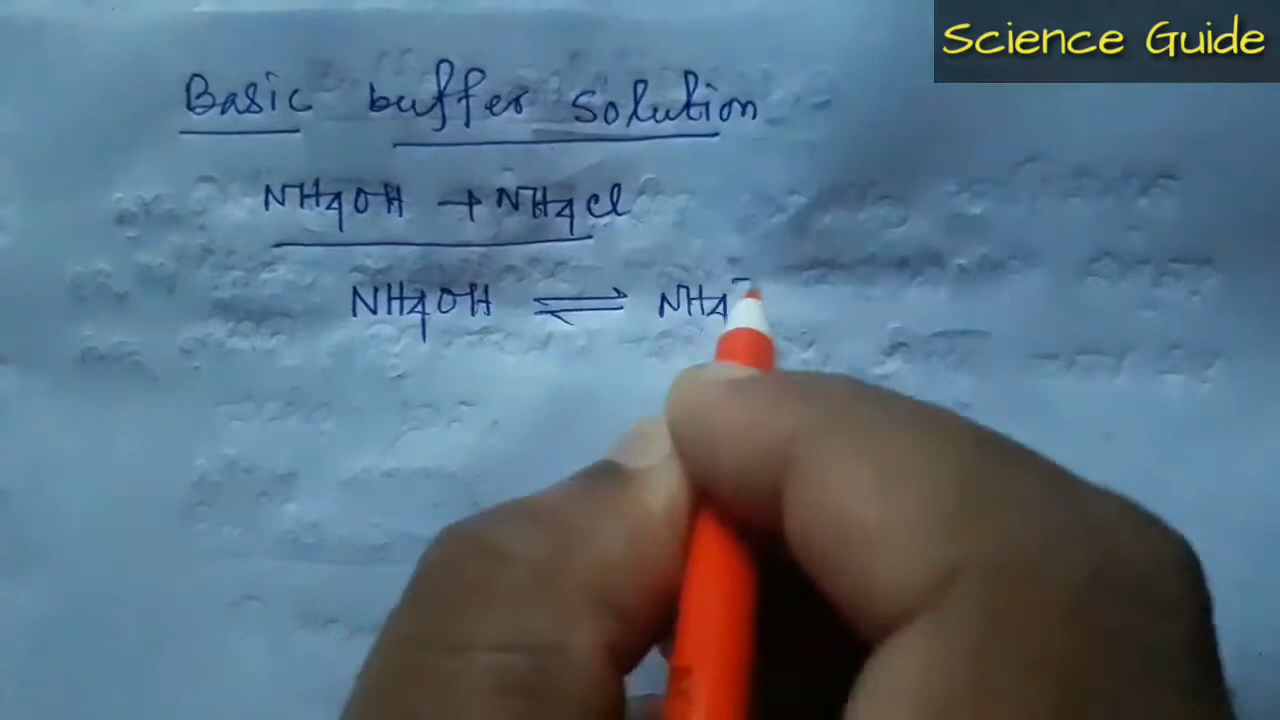 Science Guide
Basic buffer solution
NH4OH + NH4Cl
NH4OH ⇌ NH4